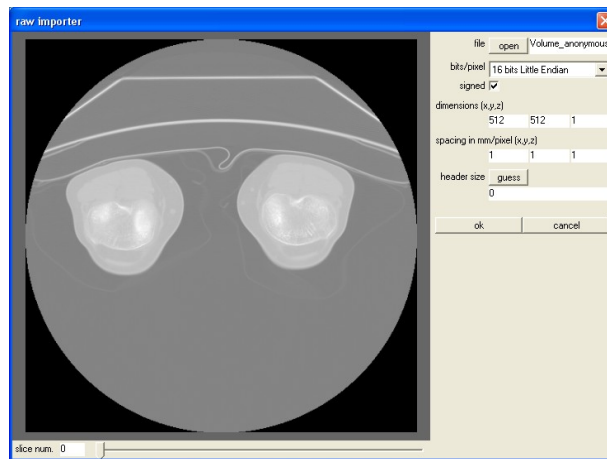 raw importer
file open Volume_anonymous
bits/pixel 16 bits Little Endian
signed
dimensions (x,y,z)
512 512 1
spacing in mm/pixel (x,y,z)
1 1 1
header size guess
0
ok cancel
slice num. 0